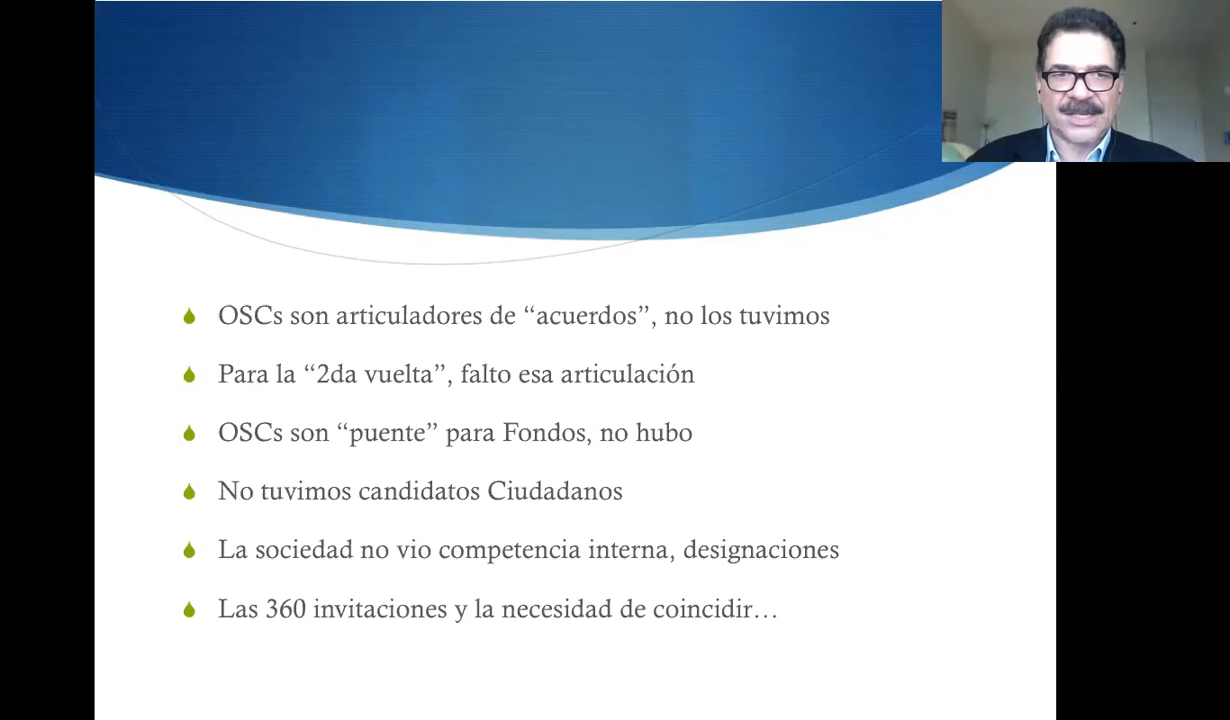 OSCs son articuladores de “acuerdos”, no los tuvimos
Para la “2da vuelta”, falto esa articulación
OSCs son “puente” para Fondos, no hubo
No tuvimos candidatos Ciudadanos
La sociedad no vio competencia interna, designaciones
Las 360 invitaciones y la necesidad de coincidir…